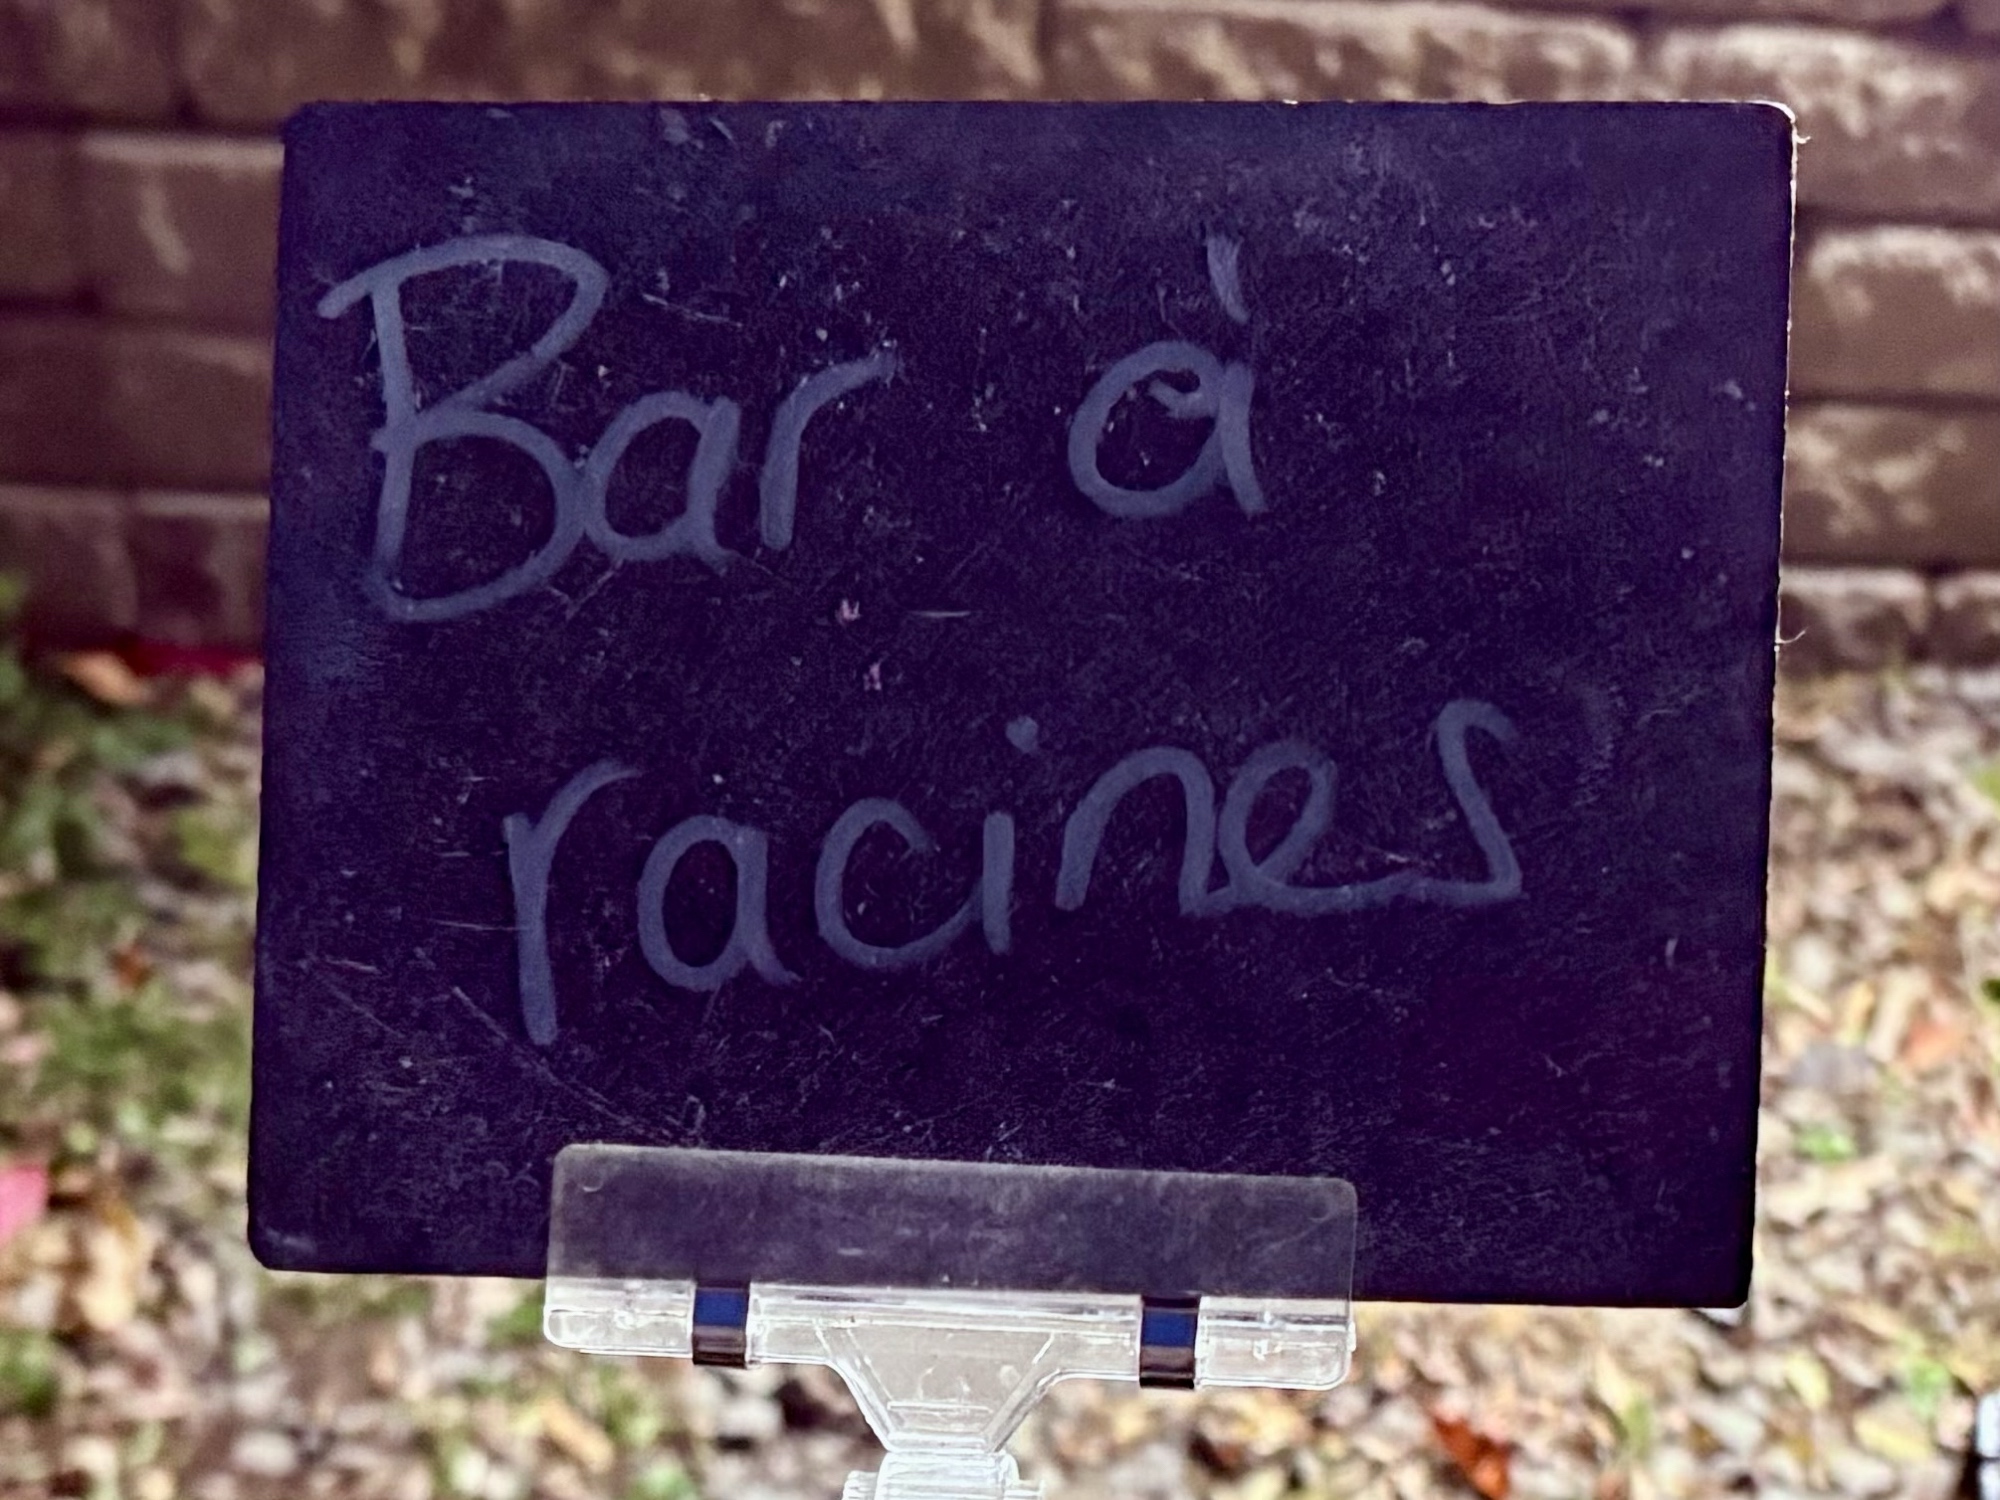 Bar à
racines